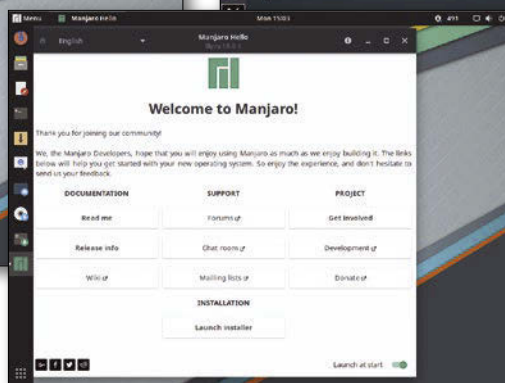 Menu Manjaro Hello Mon 15:03
English Manjaro Hello
Welcome to Manjaro!
Thank you for joining our community!
We, the Manjaro Developers, hope that you will enjoy using Manjaro as much as we enjoy building it. The links
below will help you get started with your new operating system. So enjoy the experience, and don't hesitate to
send us your feedback.
DOCUMENTATION SUPPORT PROJECT
Read me Forums Get involved
Release info Chat room Development
Wiki Mailing lists Donate
INSTALLATION
Launch installer
Launch at start